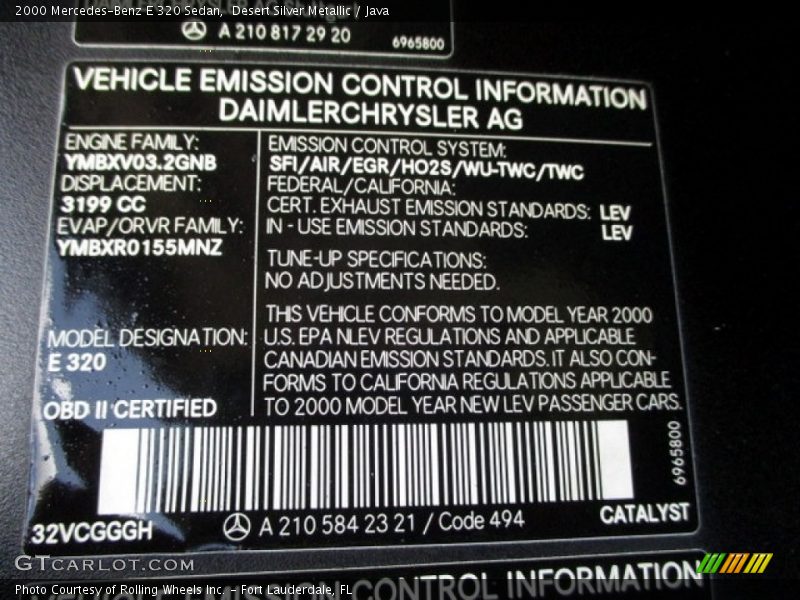 2000 Mercedes-Benz E 320 Sedan,  Desert Silver Metallic / Java
A 210 817 29 20
6965800
VEHICLE EMISSION CONTROL INFORMATION
DAIMLERCHRYSLER AG
ENGINE FAMILY:
YMBXV03.2GNB
DISPLACEMENT:
3199 CC
EVAP/ORVR FAMILY:
YMBXR0155MNZ
MODEL DESIGNATION:
E 320
OBD II CERTIFIED
EMISSION CONTROL SYSTEM:
SFI/AIR/EGR/HO2S/WU-TWC/TWC
FEDERAL/CALIFORNIA:
CERT. EXHAUST EMISSION STANDARDS: LEV
IN - USE EMISSION STANDARDS: LEV
TUNE-UP SPECIFICATIONS:
NO ADJUSTMENTS NEEDED.
THIS VEHICLE CONFORMS TO MODEL YEAR 2000
U.S. EPA NLEV REGULATIONS AND APPLICABLE
CANADIAN EMISSION STANDARDS. IT ALSO CON-
FORMS TO CALIFORNIA REGULATIONS APPLICABLE
TO 2000 MODEL YEAR NEW LEV PASSENGER CARS.
6965800
32VCGGGH
A 210 584 23 21 / Code 494
CATALYST
GTCARLOT.COM
VEHICLE EMISSION CONTROL INFORMATION
Photo Courtesy of Rolling Wheels Inc. - Fort Lauderdale, FL